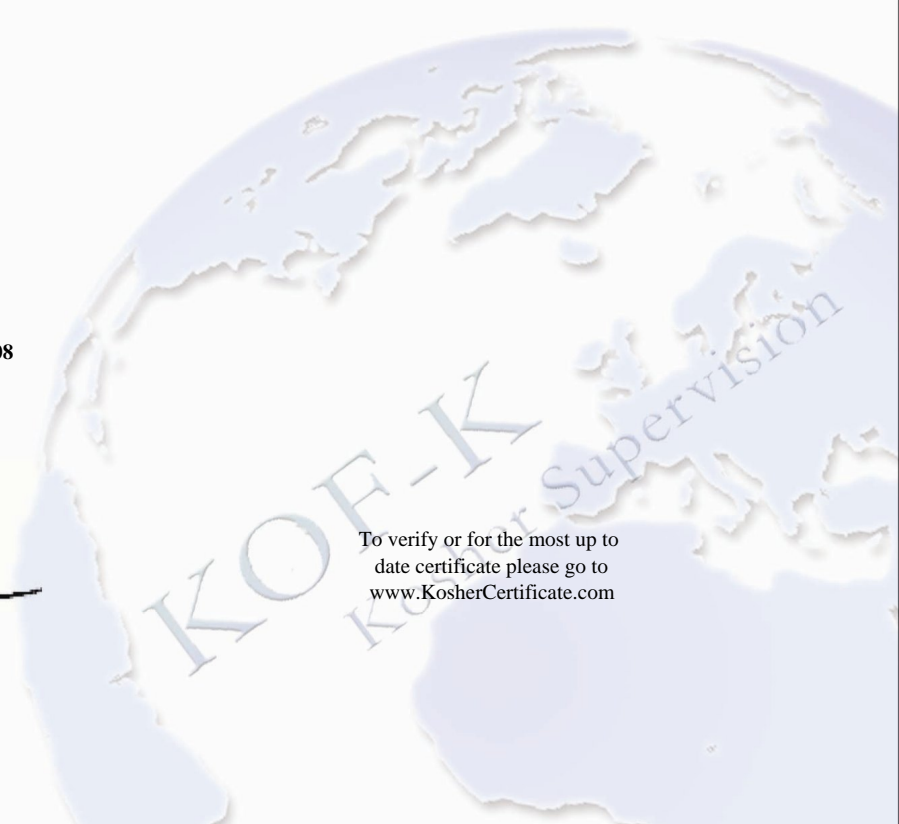 08
KOF-K
Kosher Supervision
To verify or for the most up to
date certificate please go to
www.KosherCertificate.com